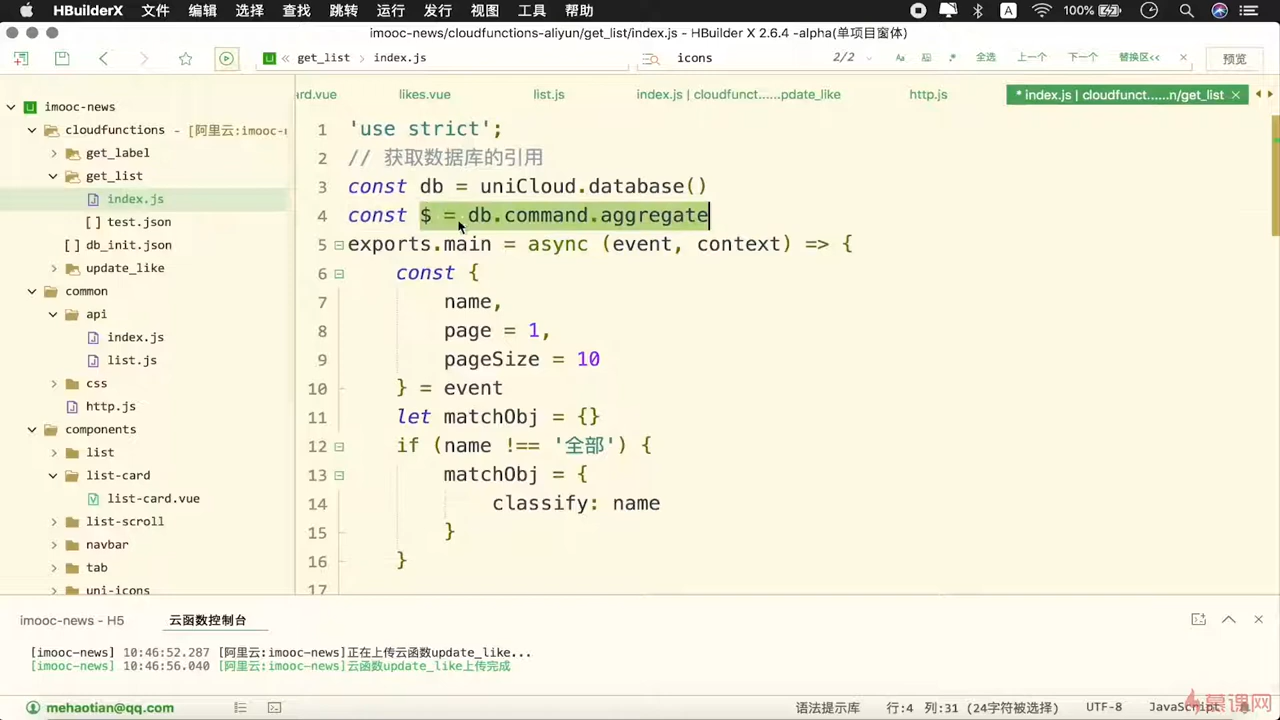 HBuilderX 文件 编辑 选择 查找 跳转 运行 发行 视图 工具 帮助 A 100%
imooc-news/cloudfunctions-aliyun/get_list/index.js - HBuilder X 2.6.4 -alpha(单项目窗口)
« get_list > index.js icons 2/2 Aa 全选 上一个 下一个 替换区<< × 预览
ard.vue likes.vue list.js index.js | cloudfunct......pdate_like http.js * index.js | cloudfunct......n/get_list ×
imooc-news
cloudfunctions - [阿里云:imooc-n
get_label
get_list
index.js
[ ] test.json
[ ] db_init.json
update_like
common
api
index.js
list.js
css
http.js
components
list
list-card
list-card.vue
list-scroll
navbar
tab
uni-icons
1 'use strict';
2 // 获取数据库的引用
3 const db = uniCloud.database()
4 const $ = db.command.aggregate
5 exports.main = async (event, context) => {
6 const {
7 name,
8 page = 1,
9 pageSize = 10
10 } = event
11 let matchObj = {}
12 if (name !== '全部') {
13 matchObj = {
14 classify: name
15 }
16 }
17
imooc-news - H5 云函数控制台
[imooc-news] 10:46:52.287 [阿里云:imooc-news]正在上传云函数update_like...
[imooc-news] 10:46:56.040 [阿里云:imooc-news]云函数update_like上传完成
mehaotian@qq.com 语法提示库 行:4 列:31 (24字符被选择) UTF-8 JavaScript
慕课网